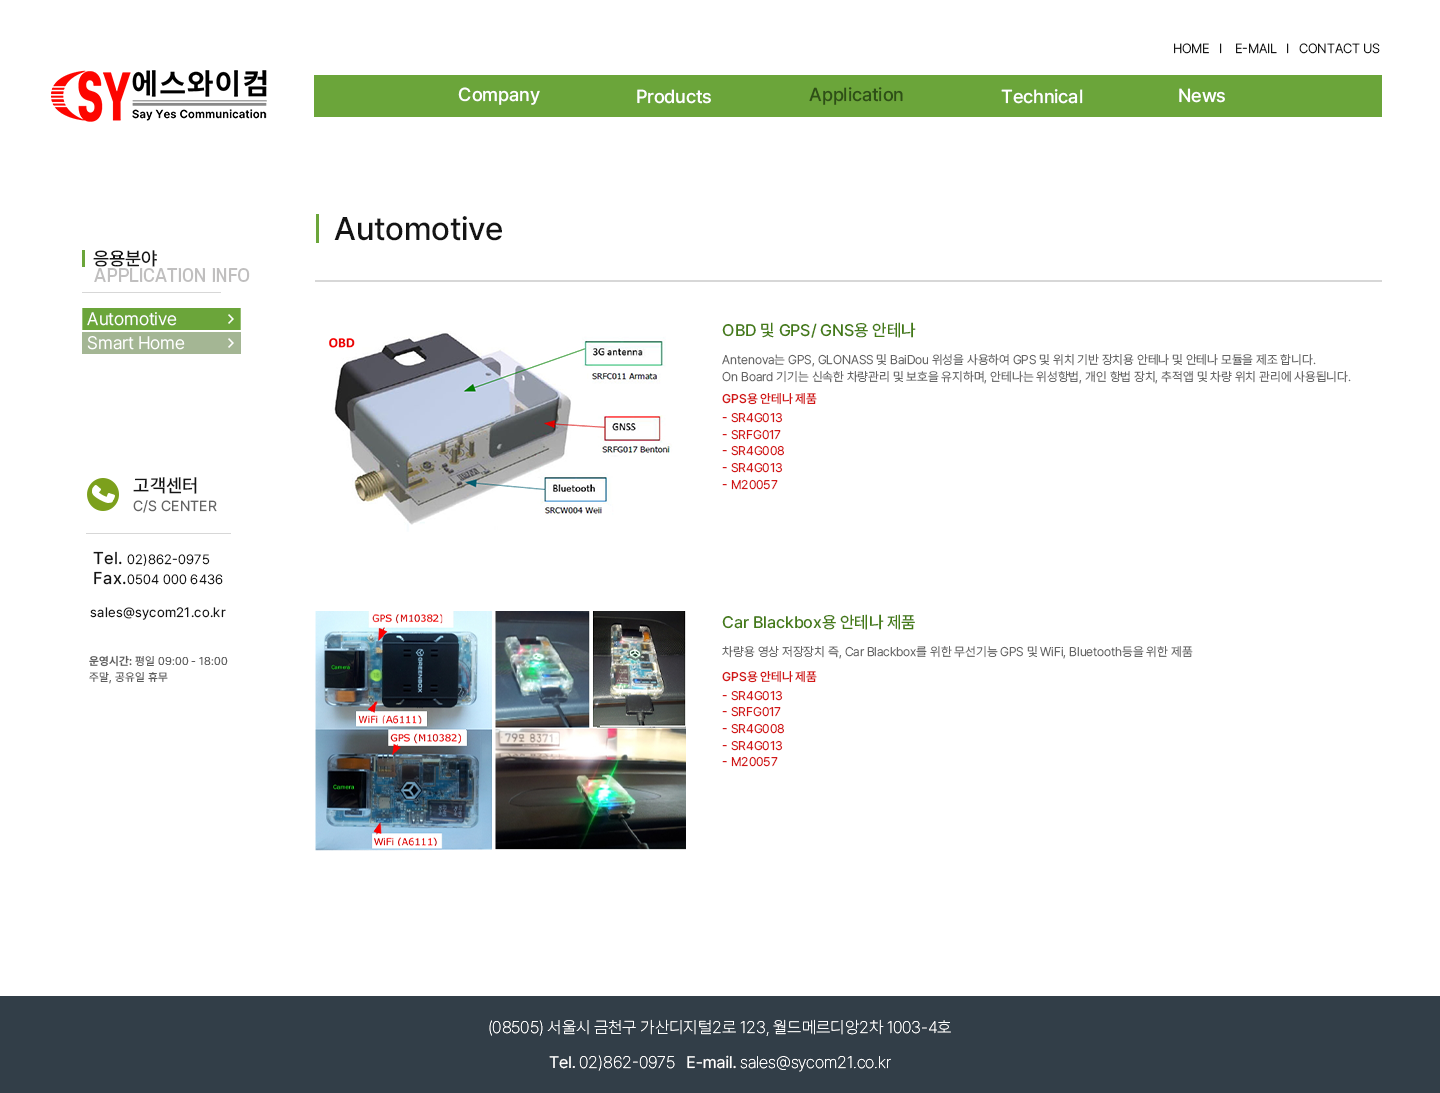 HOME I E-MAIL I CONTACT US
SY에스와이컴
Say Yes Communication
Company
Products
Application
Technical
News
Automotive
응용분야
APPLICATION INFO
Automotive
Smart Home
고객센터
C/S CENTER
Tel. 02)862-0975
Fax.0504 000 6436
sales@sycom21.co.kr
운영시간: 평일 09:00 - 18:00
주말, 공유일 휴무
OBD
3G antenna
SRFC011 Armata
GNSS
SRFG017 Bentoni
Bluetooth
SRCW004 Weii
OBD 및 GPS/ GNS용 안테나
Antenova는 GPS, GLONASS 및 BaiDou 위성을 사용하여 GPS 및 위치 기반 장치용 안테나 및 안테나 모듈을 제조 합니다.
On Board 기기는 신속한 차량관리 및 보호을 유지하며, 안테나는 위성항법, 개인 항법 장치, 추적앱 및 차량 위치 관리에 사용됩니다.
GPS용 안테나 제품
- SR4G013
- SRFG017
- SR4G008
- SR4G013
- M20057
GPS (M10382)
Camera
GREENBOX
WiFi (A6111)
GPS (M10382)
Camera
WiFi (A6111)
79모 8371
Car Blackbox용 안테나 제품
차량용 영상 저장장치 즉, Car Blackbox를 위한 무선기능 GPS 및 WiFi, Bluetooth등을 위한 제품
GPS용 안테나 제품
- SR4G013
- SRFG017
- SR4G008
- SR4G013
- M20057
(08505) 서울시 금천구 가산디지털2로 123, 월드메르디앙2차 1003-4호
Tel. 02)862-0975 E-mail. sales@sycom21.co.kr